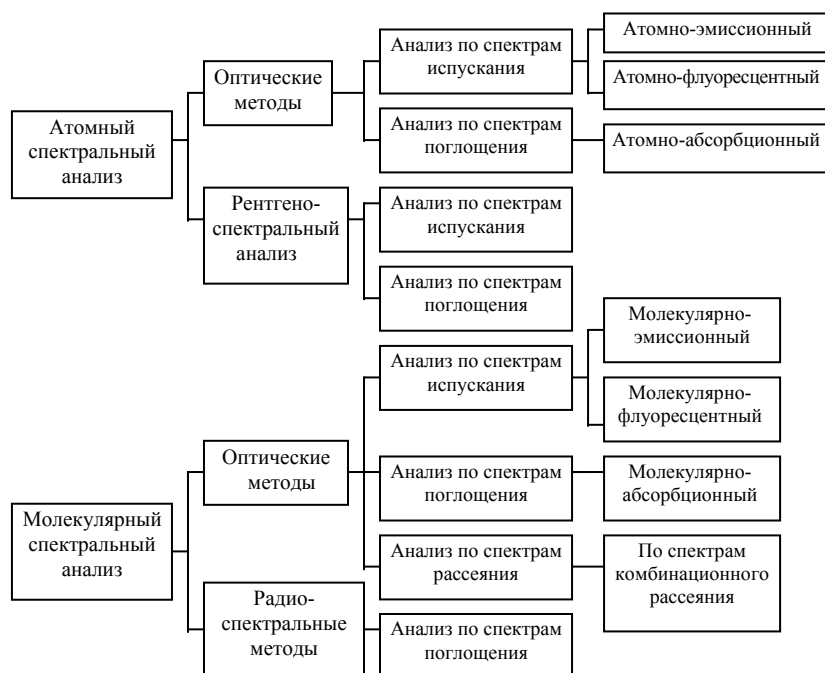 Атомный
спектральный
анализ
Оптические
методы
Анализ по спектрам
испускания
Атомно-эмиссионный
Атомно-флуоресцентный
Анализ по спектрам
поглощения
Атомно-абсорбционный
Рентгено-
спектральный
анализ
Анализ по спектрам
испускания
Анализ по спектрам
поглощения
Молекулярный
спектральный
анализ
Оптические
методы
Анализ по спектрам
испускания
Молекулярно-
эмиссионный
Молекулярно-
флуоресцентный
Анализ по спектрам
поглощения
Молекулярно-
абсорбционный
Анализ по спектрам
рассеяния
По спектрам
комбинационного
рассеяния
Радио-
спектральные
методы
Анализ по спектрам
поглощения